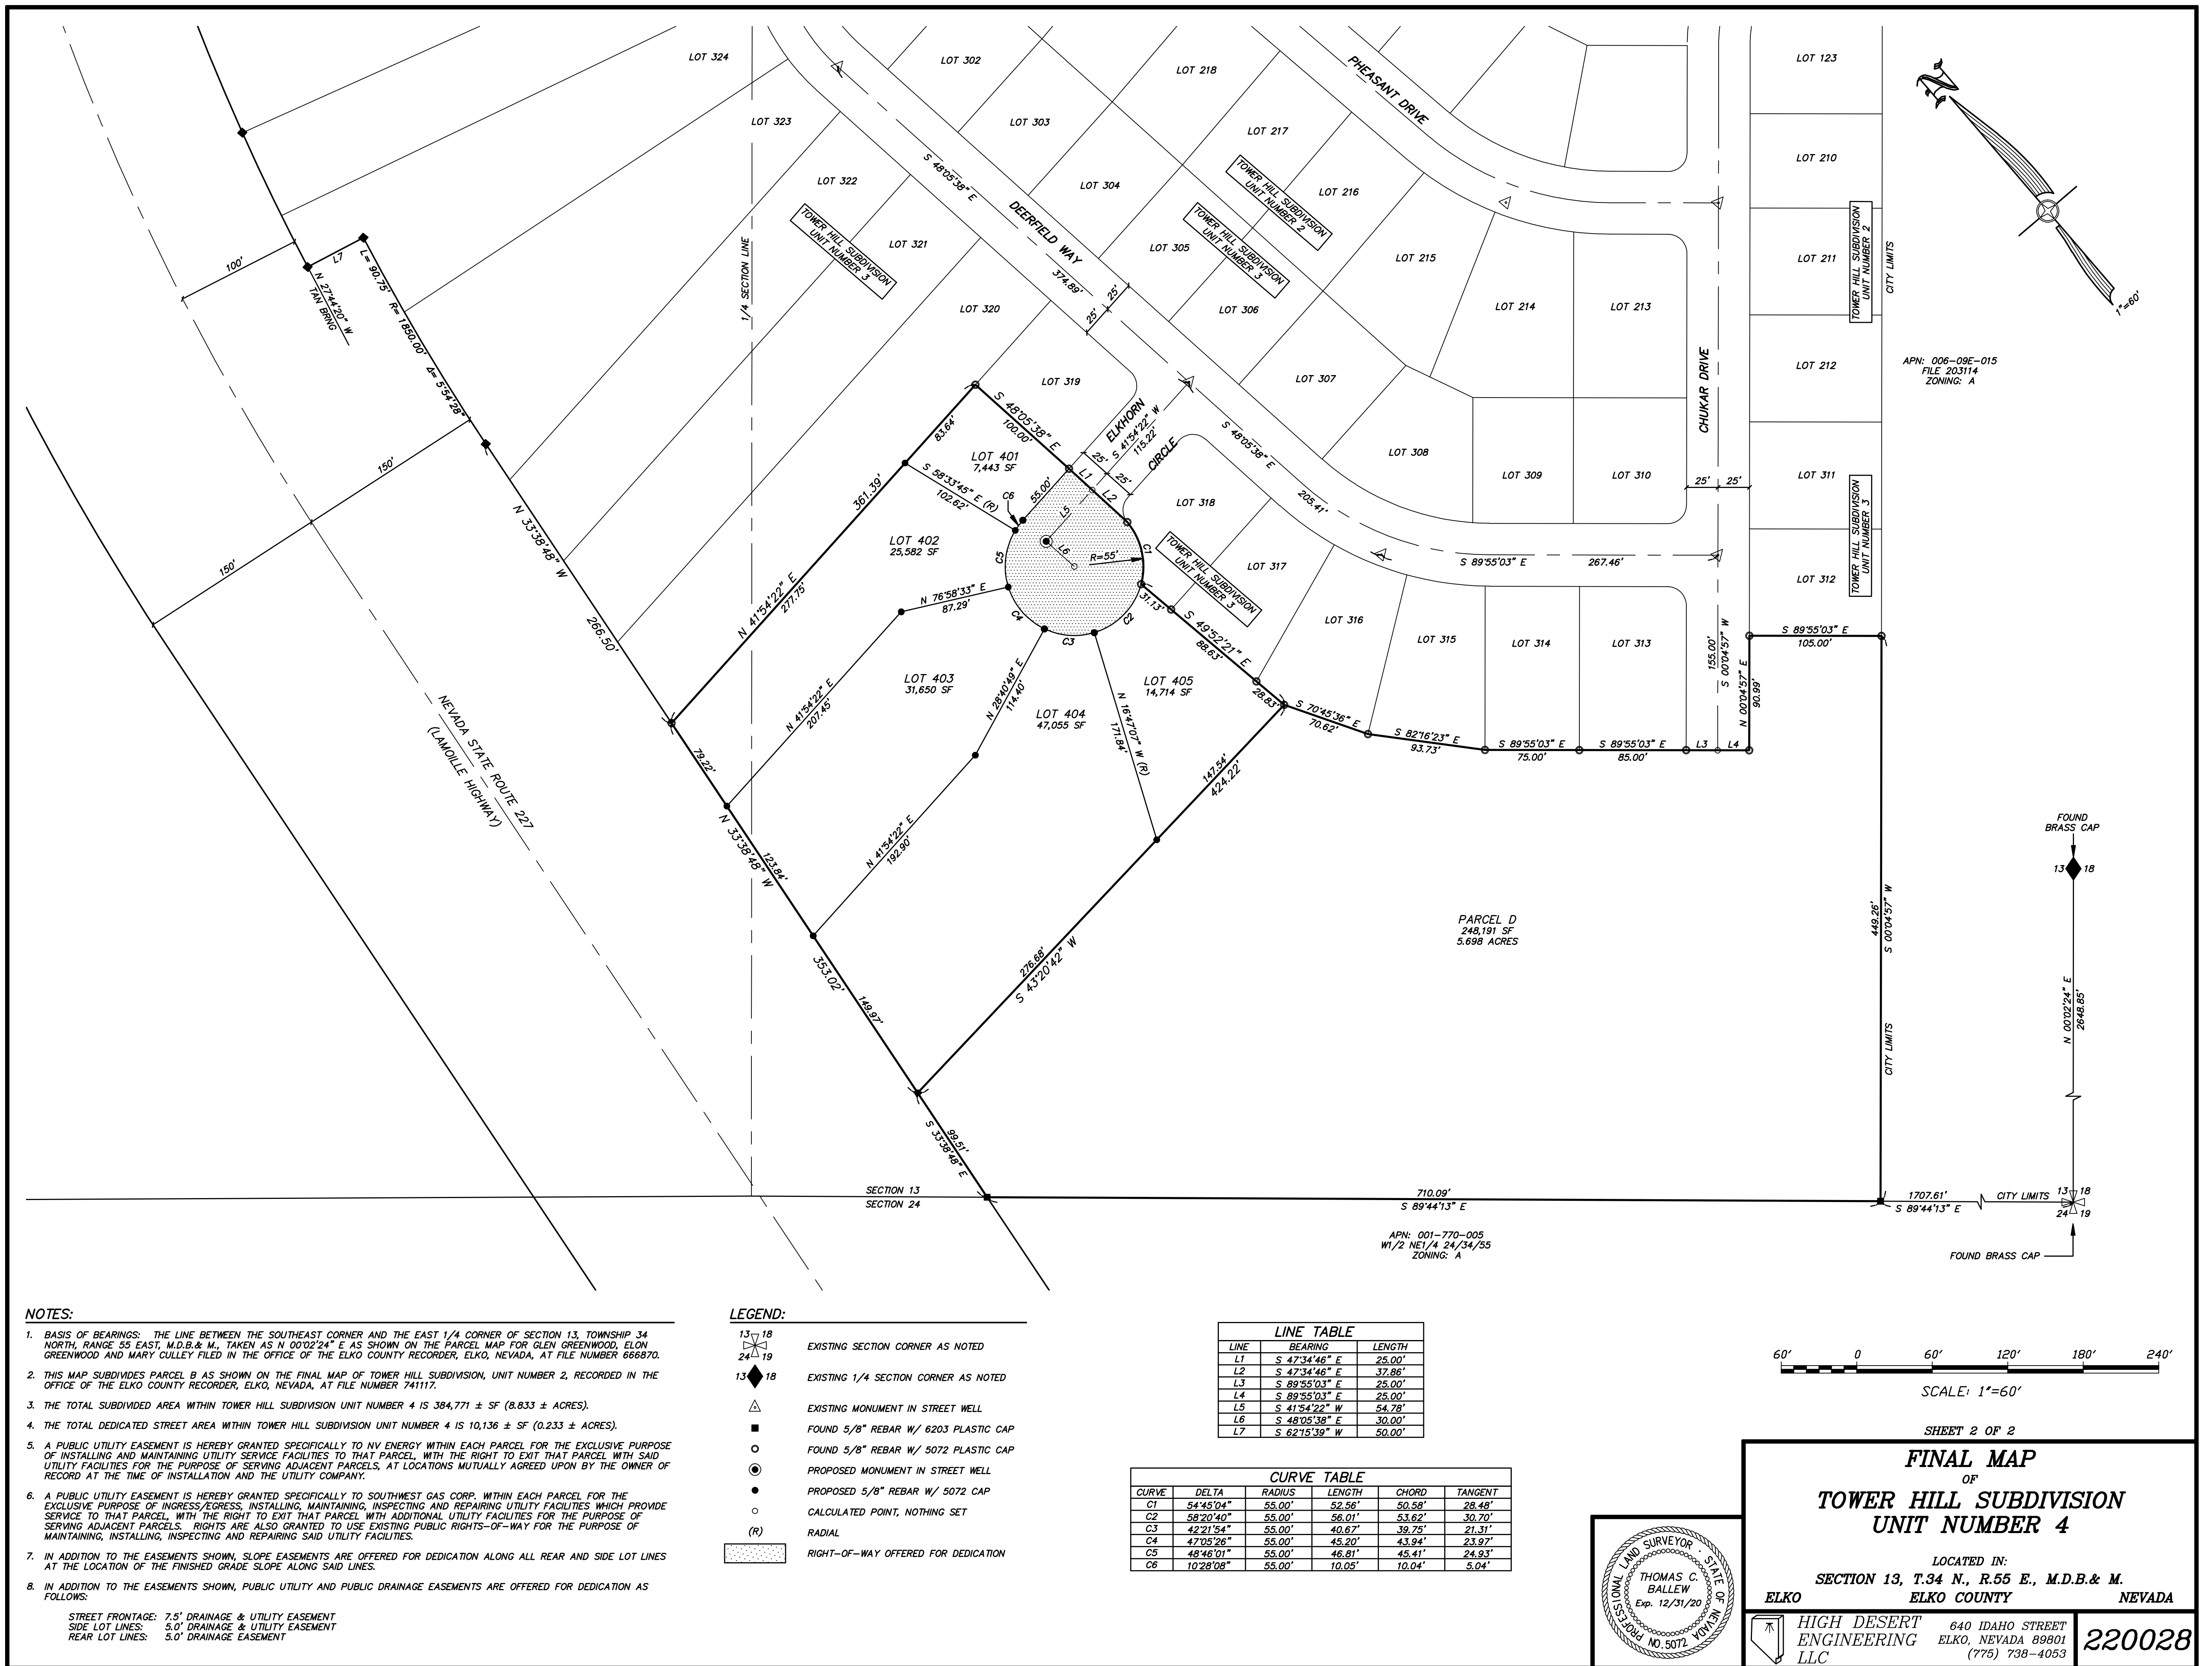 LOT 324
LOT 323
LOT 322
LOT 321
LOT 320
LOT 319
TOWER HILL SUBDIVISION
UNIT NUMBER 3
1/4 SECTION LINE
LOT 302
LOT 303
LOT 304
LOT 305
LOT 306
LOT 307
LOT 308
LOT 309
LOT 310
S 48°05'38" E
DEERFIELD WAY
374.89'
25'
25'
TOWER HILL SUBDIVISION
UNIT NUMBER 3
LOT 218
LOT 217
LOT 216
LOT 215
LOT 214
LOT 213
TOWER HILL SUBDIVISION
UNIT NUMBER 2
PHEASANT DRIVE
CHUKAR DRIVE
25'
25'
LOT 123
LOT 210
LOT 211
LOT 212
LOT 311
LOT 312
TOWER HILL SUBDIVISION
UNIT NUMBER 2
CITY LIMITS
TOWER HILL SUBDIVISION
UNIT NUMBER 3
APN: 006-09E-015
FILE 203114
ZONING: A
1"=60'
100'
L7
N 27°44'20" W
TAN BRNG
L= 90.75' R= 1850.00' Δ= 5°54'28"
150'
150'
N 33°38'48" W
266.50'
NEVADA STATE ROUTE 227
(LAMOILLE HIGHWAY)
S 48°05'38" E
100.00'
83.64'
LOT 401
7,443 SF
S 58°33'45" E (R)
102.62'
361.39'
N 41°54'22" E
277.75'
LOT 402
25,582 SF
C6
55.00'
L1
L2
L5
L6
R=55'
C1
C2
C3
C4
C5
ELKHORN
CIRCLE
S 41°54'22" W
115.22'
25'
25'
S 48°05'38" E
205.41'
LOT 318
LOT 317
LOT 316
LOT 315
LOT 314
LOT 313
TOWER HILL SUBDIVISION
UNIT NUMBER 3
S 89°55'03" E 267.46'
155.00'
S 00°04'57" W
N 00°04'57" E
90.99'
S 89°55'03" E
105.00'
N 76°58'33" E
87.29'
N 41°54'22" E
207.45'
LOT 403
31,650 SF
N 28°40'49" E
114.40'
LOT 404
47,055 SF
N 16°47'07" W (R)
171.84'
LOT 405
14,714 SF
31.13'
S 49°52'21" E
88.63'
28.83'
S 70°45'36" E
70.62'
S 82°16'23" E
93.73'
S 89°55'03" E
75.00'
S 89°55'03" E
85.00'
L3
L4
147.54'
424.22'
276.68'
S 43°20'42" W
N 41°54'22" E
192.90'
79.22'
N 33°38'48" W
123.84'
353.02'
149.97'
99.51'
S 33°38'48" E
PARCEL D
248,191 SF
5.698 ACRES
449.26'
S 00°04'57" W
CITY LIMITS
FOUND
BRASS CAP
13 18
N 00°02'24" E
2648.85'
SECTION 13
SECTION 24
710.09'
S 89°44'13" E
1707.61'
S 89°44'13" E
CITY LIMITS
13 18
24 19
FOUND BRASS CAP
APN: 001-770-005
W1/2 NE1/4 24/34/55
ZONING: A
NOTES:
1. BASIS OF BEARINGS: THE LINE BETWEEN THE SOUTHEAST CORNER AND THE EAST 1/4 CORNER OF SECTION 13, TOWNSHIP 34
NORTH, RANGE 55 EAST, M.D.B.& M., TAKEN AS N 00°02'24" E AS SHOWN ON THE PARCEL MAP FOR GLEN GREENWOOD, ELON
GREENWOOD AND MARY CULLEY FILED IN THE OFFICE OF THE ELKO COUNTY RECORDER, ELKO, NEVADA, AT FILE NUMBER 666870.
2. THIS MAP SUBDIVIDES PARCEL B AS SHOWN ON THE FINAL MAP OF TOWER HILL SUBDIVISION, UNIT NUMBER 2, RECORDED IN THE
OFFICE OF THE ELKO COUNTY RECORDER, ELKO, NEVADA, AT FILE NUMBER 741117.
3. THE TOTAL SUBDIVIDED AREA WITHIN TOWER HILL SUBDIVISION UNIT NUMBER 4 IS 384,771 ± SF (8.833 ± ACRES).
4. THE TOTAL DEDICATED STREET AREA WITHIN TOWER HILL SUBDIVISION UNIT NUMBER 4 IS 10,136 ± SF (0.233 ± ACRES).
5. A PUBLIC UTILITY EASEMENT IS HEREBY GRANTED SPECIFICALLY TO NV ENERGY WITHIN EACH PARCEL FOR THE EXCLUSIVE PURPOSE
OF INSTALLING AND MAINTAINING UTILITY SERVICE FACILITIES TO THAT PARCEL, WITH THE RIGHT TO EXIT THAT PARCEL WITH SAID
UTILITY FACILITIES FOR THE PURPROSE OF SERVING ADJACENT PARCELS, AT LOCATIONS MUTUALLY AGREED UPON BY THE OWNER OF
RECORD AT THE TIME OF INSTALLATION AND THE UTILITY COMPANY.
6. A PUBLIC UTILITY EASEMENT IS HEREBY GRANTED SPECIFICALLY TO SOUTHWEST GAS CORP. WITHIN EACH PARCEL FOR THE
EXCLUSIVE PURPOSE OF INGRESS/EGRESS, INSTALLING, MAINTAINING, INSPECTING AND REPAIRING UTILITY FACILITIES WHICH PROVIDE
SERVICE TO THAT PARCEL, WITH THE RIGHT TO EXIT THAT PARCEL WITH ADDITIONAL UTILITY FACILITIES FOR THE PURPOSE OF
SERVING ADJACENT PARCELS. RIGHTS ARE ALSO GRANTED TO USE EXISTING PUBLIC RIGHTS-OF-WAY FOR THE PURPOSE OF
MAINTAINING, INSTALLING, INSPECTING AND REPAIRING SAID UTILITY FACILITIES.
7. IN ADDITION TO THE EASEMENTS SHOWN, SLOPE EASEMENTS ARE OFFERED FOR DEDICATION ALONG ALL REAR AND SIDE LOT LINES
AT THE LOCATION OF THE FINISHED GRADE SLOPE ALONG SAID LINES.
8. IN ADDITION TO THE EASEMENTS SHOWN, PUBLIC UTILITY AND PUBLIC DRAINAGE EASEMENTS ARE OFFERED FOR DEDICATION AS
FOLLOWS:
STREET FRONTAGE: 7.5' DRAINAGE & UTILITY EASEMENT
SIDE LOT LINES: 5.0' DRAINAGE & UTILITY EASEMENT
REAR LOT LINES: 5.0' DRAINAGE EASEMENT
LEGEND:
13 18
24 19
EXISTING SECTION CORNER AS NOTED
13 18 EXISTING 1/4 SECTION CORNER AS NOTED
EXISTING MONUMENT IN STREET WELL
FOUND 5/8" REBAR W/ 6203 PLASTIC CAP
FOUND 5/8" REBAR W/ 5072 PLASTIC CAP
PROPOSED MONUMENT IN STREET WELL
PROPOSED 5/8" REBAR W/ 5072 CAP
CALCULATED POINT, NOTHING SET
(R) RADIAL
RIGHT-OF-WAY OFFERED FOR DEDICATION
LINE TABLE
LINE BEARING LENGTH
L1 S 47°34'46" E 25.00'
L2 S 47°34'46" E 37.86'
L3 S 89°55'03" E 25.00'
L4 S 89°55'03" E 25.00'
L5 S 41°54'22" W 54.78'
L6 S 48°05'38" E 30.00'
L7 S 62°15'39" W 50.00'
CURVE TABLE
CURVE DELTA RADIUS LENGTH CHORD TANGENT
C1 54°45'04" 55.00' 52.56' 50.58' 28.48'
C2 58°20'40" 55.00' 56.01' 53.62' 30.70'
C3 42°21'54" 55.00' 40.67' 39.75' 21.31'
C4 47°05'26" 55.00' 45.20' 43.94' 23.97'
C5 48°46'01" 55.00' 46.81' 45.41' 24.93'
C6 10°28'08" 55.00' 10.05' 10.04' 5.04'
60' 0 60' 120' 180' 240'
SCALE: 1"=60'
SHEET 2 OF 2
FINAL MAP
OF
TOWER HILL SUBDIVISION
UNIT NUMBER 4
LOCATED IN:
SECTION 13, T.34 N., R.55 E., M.D.B.& M.
ELKO ELKO COUNTY NEVADA
PROFESSIONAL LAND SURVEYOR · STATE OF NEVADA
THOMAS C.
BALLEW
Exp. 12/31/20
NO. 5072
HIGH DESERT
ENGINEERING
LLC
640 IDAHO STREET
ELKO, NEVADA 89801
(775) 738-4053
220028